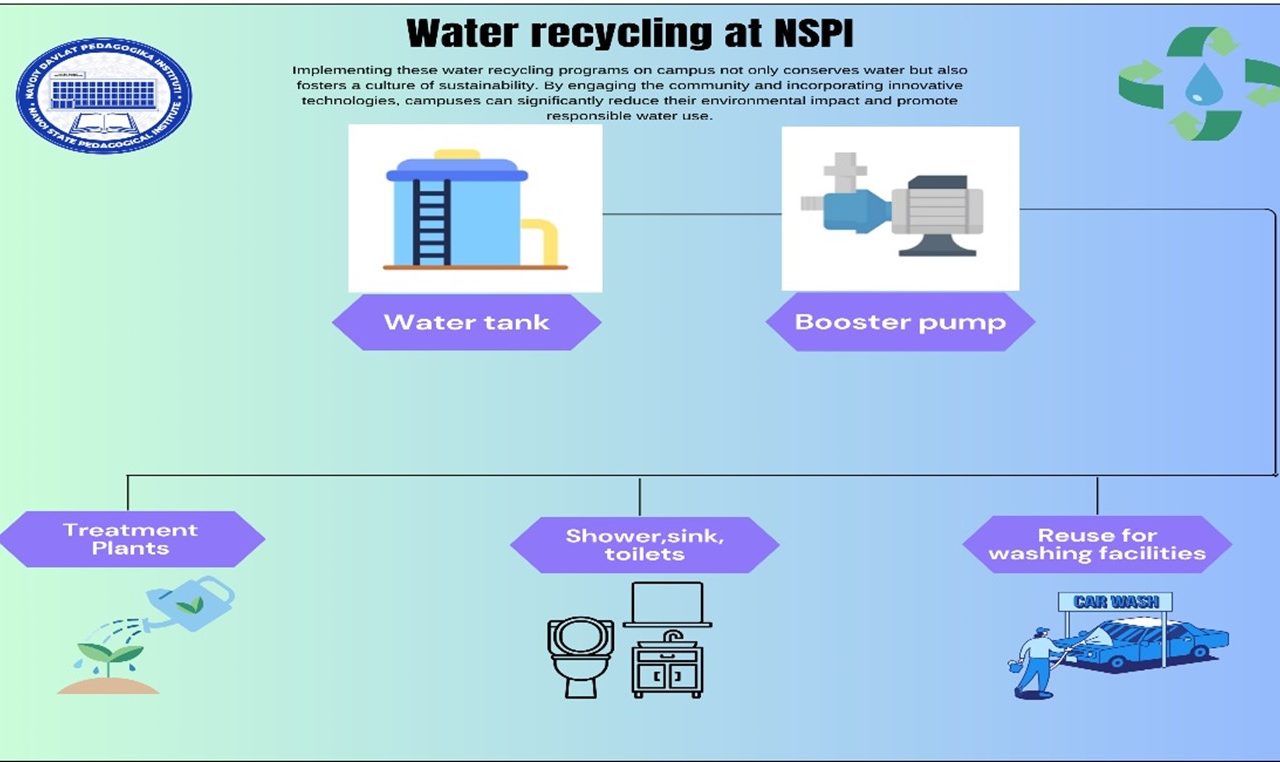 Water recycling at NSPI
NAVOIY DAVLAT PEDAGOGIKA INSTITUTI
NAVOI STATE PEDAGOGICAL INSTITUTE
Implementing these water recycling programs on campus not only conserves water but also
fosters a culture of sustainability. By engaging the community and incorporating innovative
technologies, campuses can significantly reduce their environmental impact and promote
responsible water use.
Water tank
Booster pump
Treatment
Plants
Shower,sink,
toilets
Reuse for
washing facilities
CAR WASH